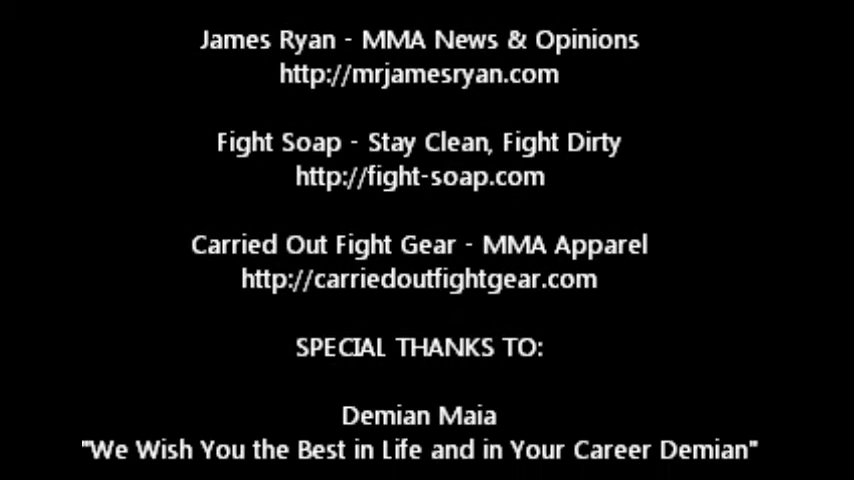 James Ryan - MMA News & Opinions
http://mrjamesryan.com
Fight Soap - Stay Clean, Fight Dirty
http://fight-soap.com
Carried Out Fight Gear - MMA Apparel
http://carriedoutfightgear.com
SPECIAL THANKS TO:
Demian Maia
"We Wish You the Best in Life and in Your Career Demian"